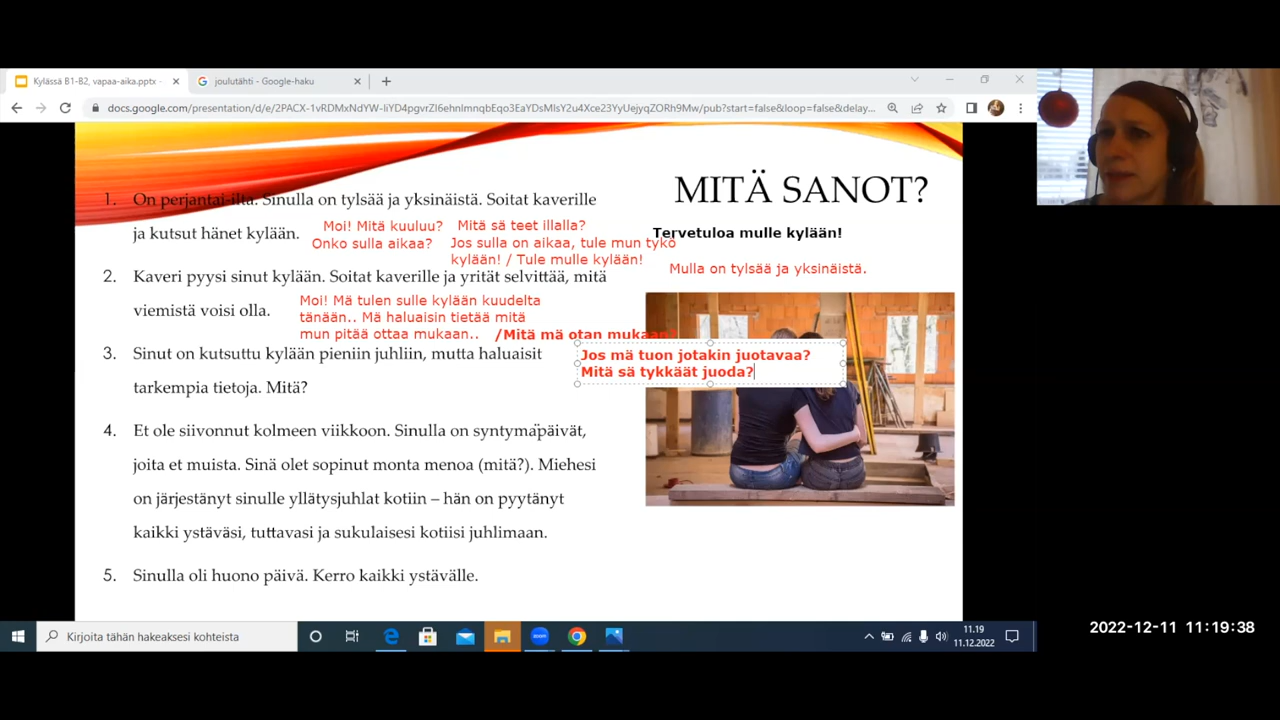 Kylässä B1-B2, vapaa-aika.pptx -
joulutähti - Google-haku
docs.google.com/presentation/d/e/2PACX-1vRDMxNdYW-liYD4pgvrZl6ehnlmnqbEqo3EaYDsMlsY2u4Xce23YyUejyqZORh9Mw/pub?start=false&loop=false&delay...
MITÄ SANOT?
1. On perjantai-ilta. Sinulla on tylsää ja yksinäistä. Soitat kaverille
ja kutsut hänet kylään.
Moi! Mitä kuuluu?
Onko sulla aikaa?
Mitä sä teet illalla?
Jos sulla on aikaa, tule mun tykö
kylään! / Tule mulle kylään!
Tervetuloa mulle kylään!
Mulla on tylsää ja yksinäistä.
2. Kaveri pyysi sinut kylään. Soitat kaverille ja yrität selvittää, mitä
viemistä voisi olla.
Moi! Mä tulen sulle kylään kuudelta
tänään.. Mä haluaisin tietää mitä
mun pitää ottaa mukaan..
/Mitä mä otan mukaan?
3. Sinut on kutsuttu kylään pieniin juhliin, mutta haluaisit
tarkempia tietoja. Mitä?
Jos mä tuon jotakin juotavaa?
Mitä sä tykkäät juoda?
4. Et ole siivonnut kolmeen viikkoon. Sinulla on syntymäpäivät,
joita et muista. Sinä olet sopinut monta menoa (mitä?). Miehesi
on järjestänyt sinulle yllätysjuhlat kotiin – hän on pyytänyt
kaikki ystäväsi, tuttavasi ja sukulaisesi kotiisi juhlimaan.
5. Sinulla oli huono päivä. Kerro kaikki ystävälle.
Kirjoita tähän hakeaksesi kohteista
zoom
11.19
11.12.2022
2022-12-11 11:19:38